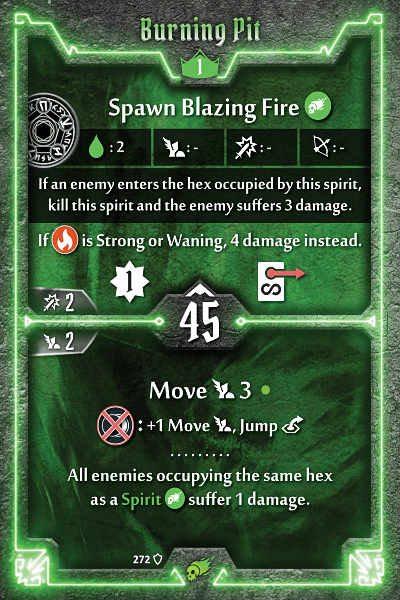 Burning Pit
1
Spawn Blazing Fire
: 2 : - : - : -
If an enemy enters the hex occupied by this spirit,
kill this spirit and the enemy suffers 3 damage.
If is Strong or Waning, 4 damage instead.
1
2
45
2
Move 3
: +1 Move , Jump
.........
All enemies occupying the same hex
as a Spirit suffer 1 damage.
272